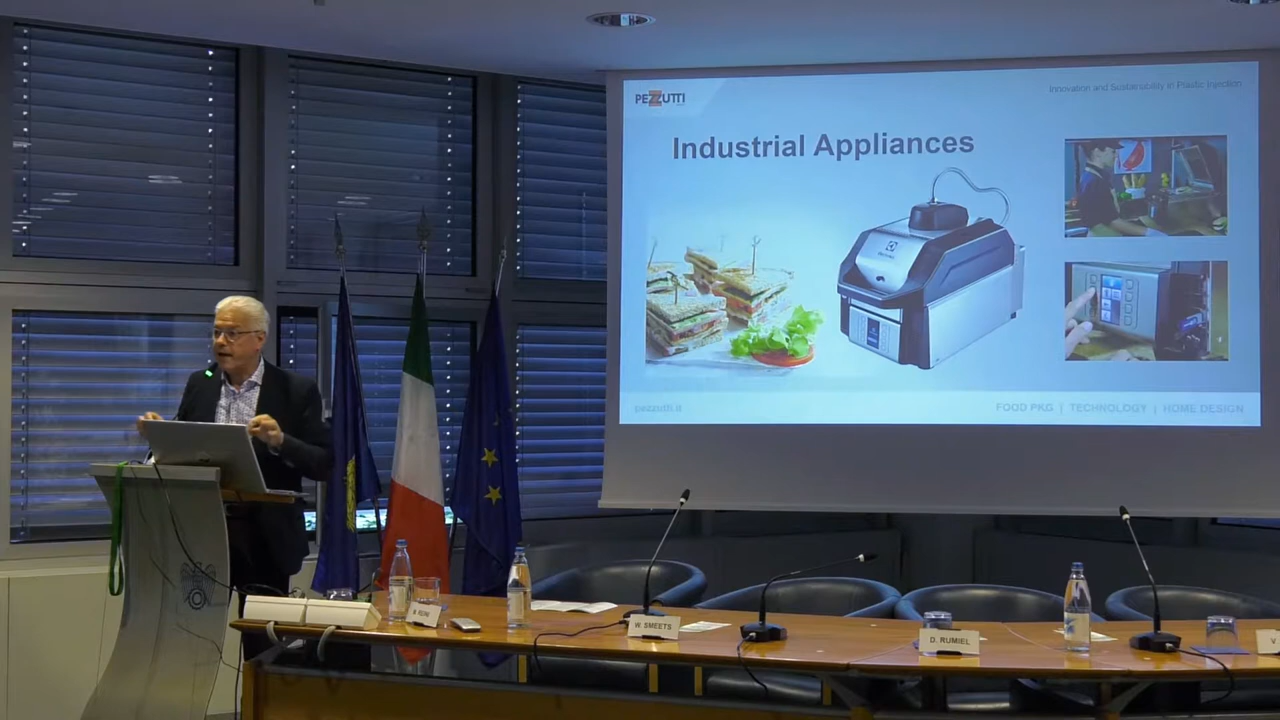 PEZZUTTI
Innovation and Sustainability in Plastic Injection
Industrial Appliances
pezzutti.it
FOOD PKG | TECHNOLOGY | HOME DESIGN
W. SMEETS
D. RUMIEL
V.